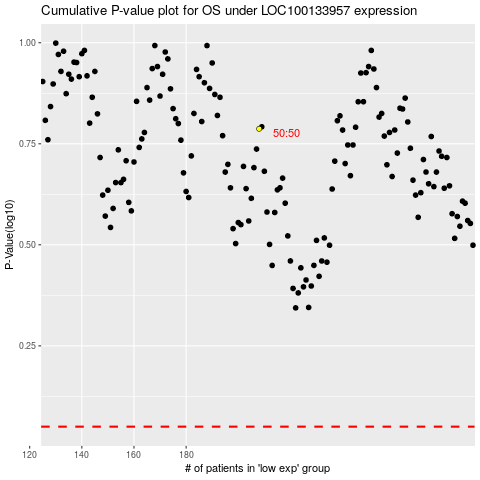 Cumulative P-value plot for OS under LOC100133957 expression
P-Value(log10)
1.00
0.75
0.50
0.25
50:50
120 140 160 180
# of patients in 'low exp' group